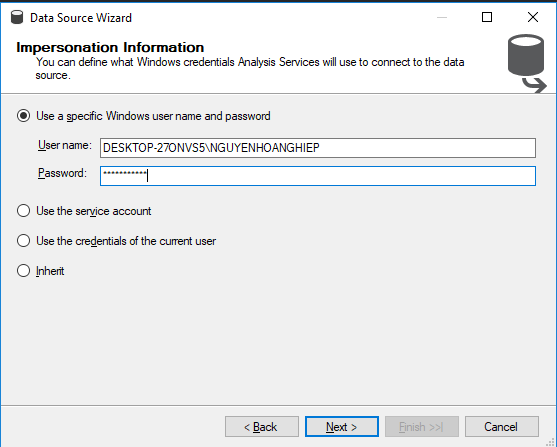 Data Source Wizard
Impersonation Information
You can define what Windows credentials Analysis Services will use to connect to the data
source.
Use a specific Windows user name and password
User name: DESKTOP-27ONVS5\NGUYENHOANGHIEP
Password: ***********
Use the service account
Use the credentials of the current user
Inherit
< Back Next > Finish >>| Cancel